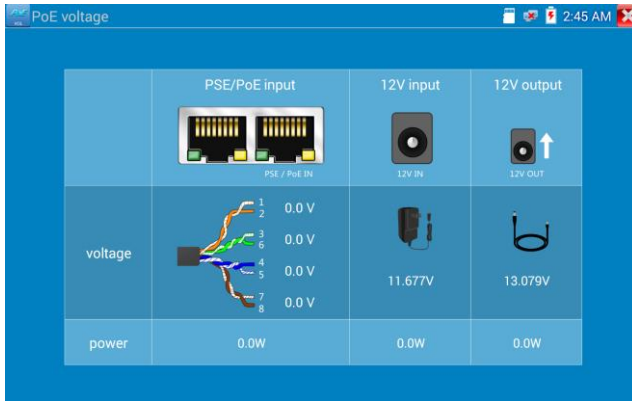 PoE voltage
2:45 AM
PSE/PoE input
12V input
12V output
PSE / PoE IN
12V IN
12V OUT
voltage
1
2
0.0 V
3
6
0.0 V
4
5
0.0 V
7
8
0.0 V
11.677V
13.079V
power
0.0W
0.0W
0.0W